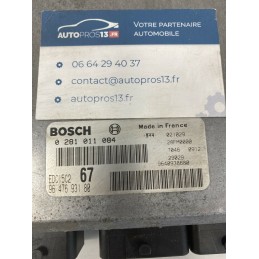 VOTRE PARTENAIRE
AUTOMOBILE
AUTOPROS13.FR
06 64 29 40 37
contact@autopros13.fr
autopros13.fr
BOSCH
Made in France
0 281 011 084
EDC15C2
67
96 476 931 80